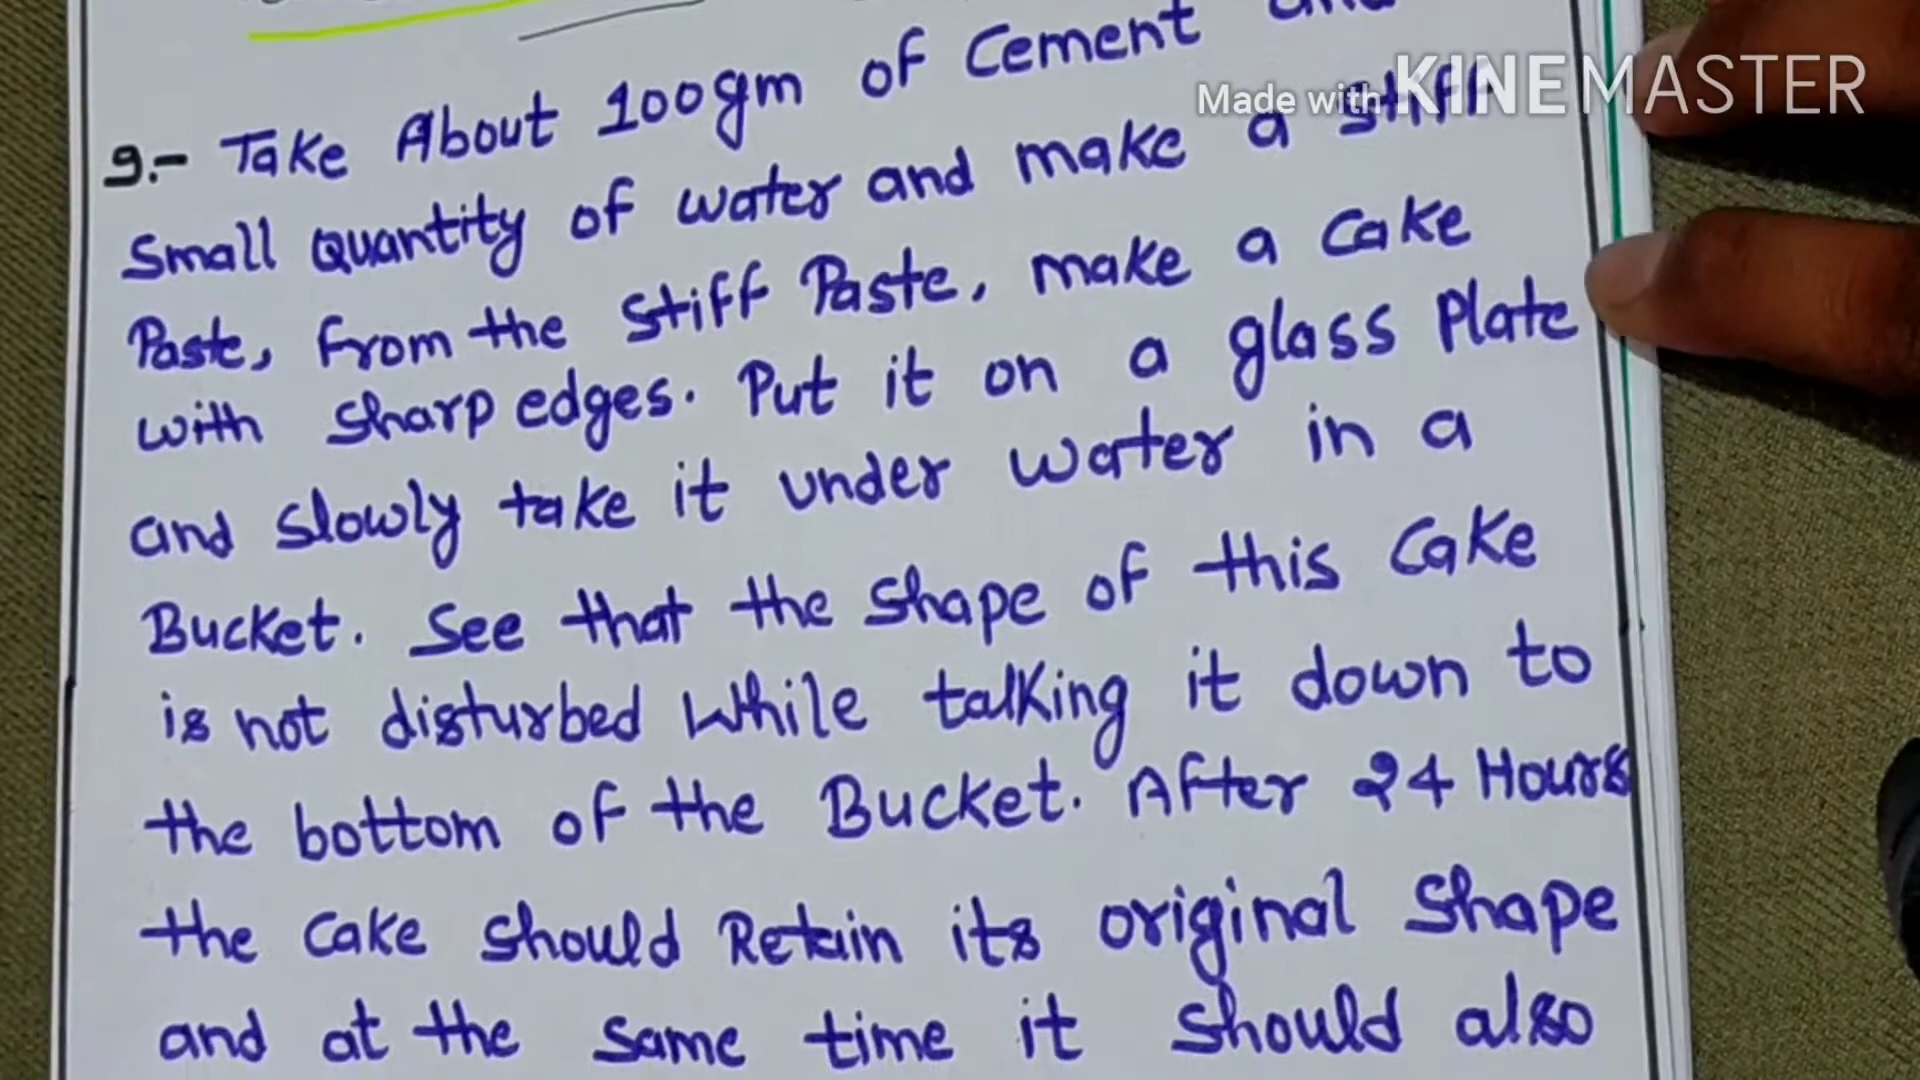 9.- Take About 100gm of Cement and
Small Quantity of water and make a stiff
Paste, from the stiff Paste, make a cake
with sharp edges. Put it on a glass Plate
and slowly take it under water in a
Bucket. See that the shape of this Cake
is not disturbed while talking it down to
the bottom of the Bucket. After 24 Hours
the cake should Retain its original shape
and at the same time it should also
Made with KINEMASTER